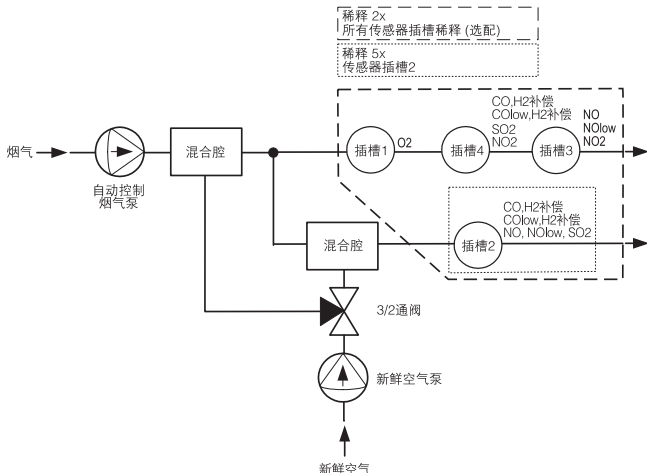 稀释 2x
所有传感器插槽稀释 (选配)
稀释 5x
传感器插槽2
烟气
自动控制
烟气泵
混合腔
插槽1
O2
插槽4
CO,H2补偿
COlow,H2补偿
SO2
NO2
插槽3
NO
NOlow
NO2
混合腔
插槽2
CO,H2补偿
COlow,H2补偿
NO, NOlow, SO2
3/2通阀
新鲜空气泵
新鲜空气